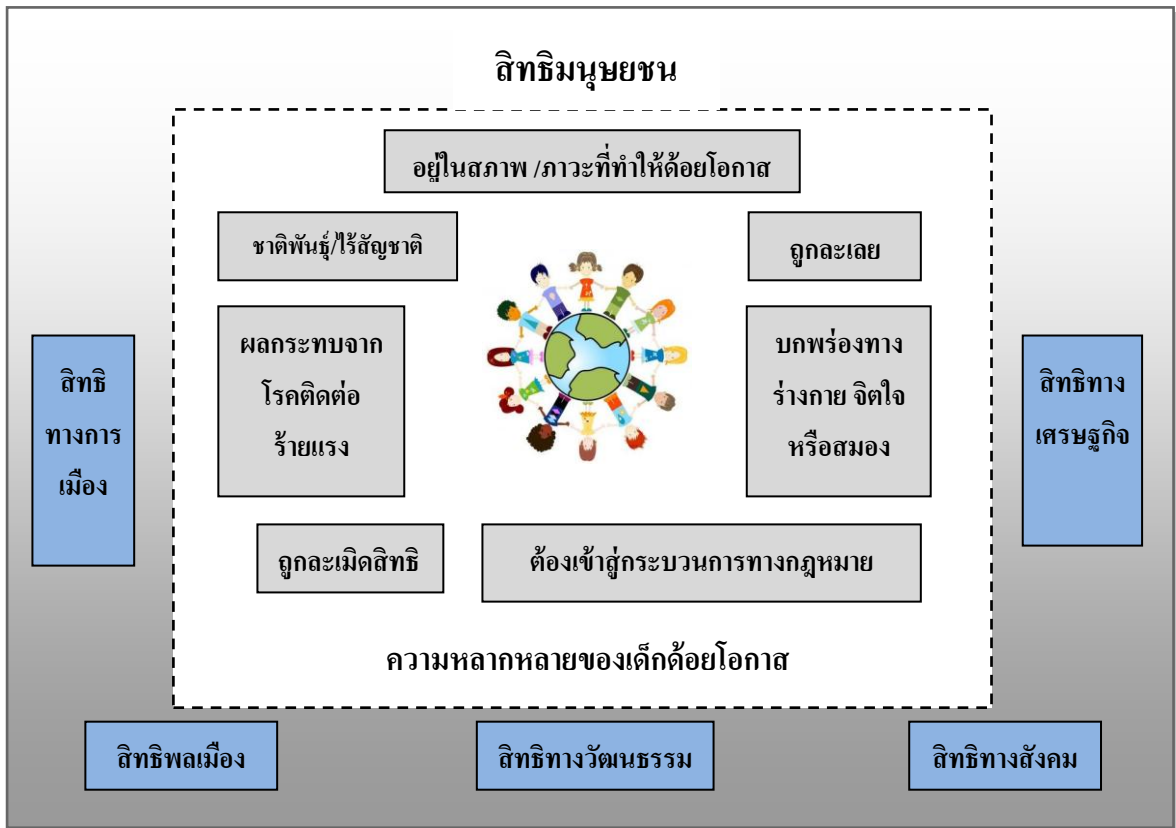 สิทธิมนุษยชน
อยู่ในสภาพ /ภาวะที่ทำให้ด้อยโอกาส
ชาติพันธุ์/ไร้สัญชาติ
ถูกละเลย
ผลกระทบจาก
โรคติดต่อ
ร้ายแรง
บกพร่องทาง
ร่างกาย จิตใจ
หรือสมอง
สิทธิ
ทางการ
เมือง
สิทธิทาง
เศรษฐกิจ
ถูกละเมิดสิทธิ
ต้องเข้าสู่กระบวนการทางกฎหมาย
ความหลากหลายของเด็กด้อยโอกาส
สิทธิพลเมือง
สิทธิทางวัฒนธรรม
สิทธิทางสังคม